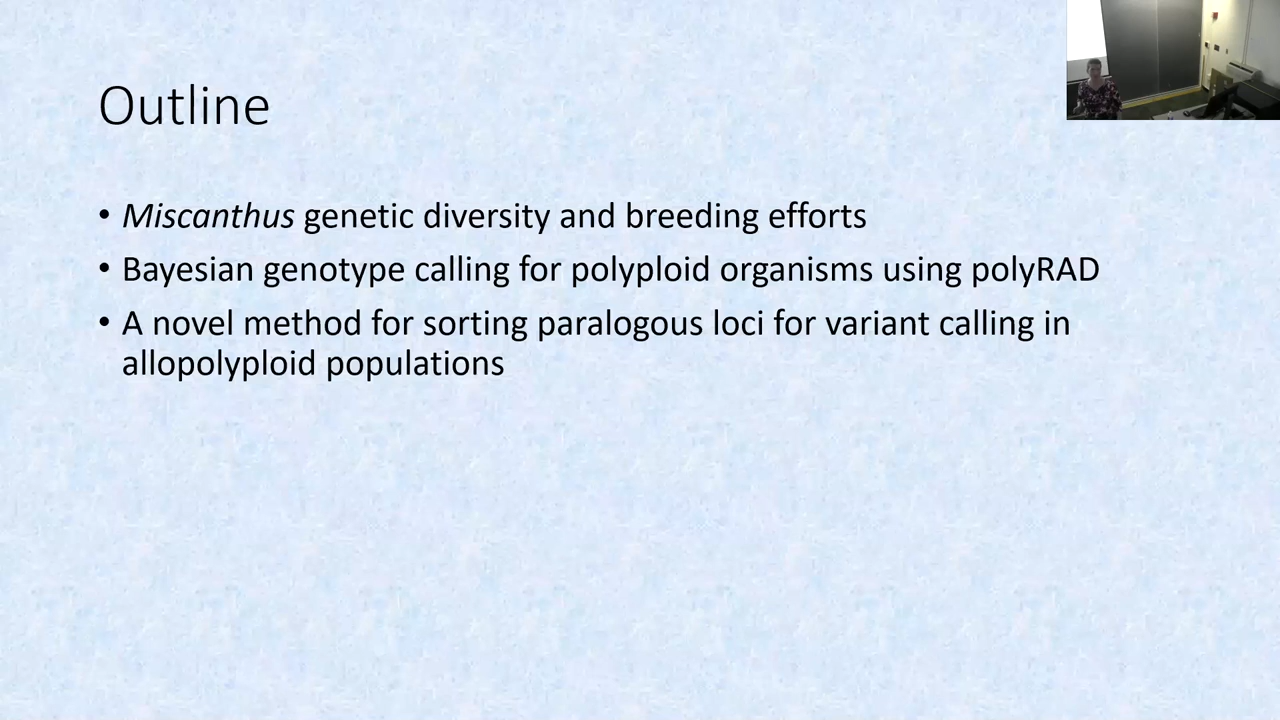 Outline
• Miscanthus genetic diversity and breeding efforts
• Bayesian genotype calling for polyploid organisms using polyRAD
• A novel method for sorting paralogous loci for variant calling in
allopolyploid populations